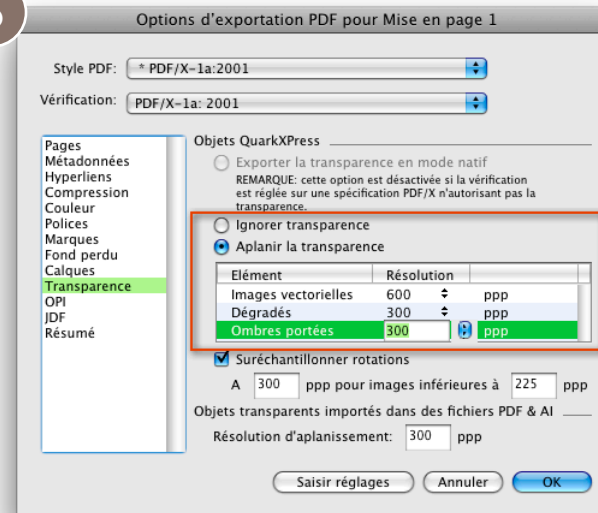 Options d'exportation PDF pour Mise en page 1
Style PDF: * PDF/X-1a:2001
Vérification: PDF/X-1a: 2001
Pages
Métadonnées
Hyperliens
Compression
Couleur
Polices
Marques
Fond perdu
Calques
Transparence
OPI
JDF
Résumé
Objets QuarkXPress
Exporter la transparence en mode natif
REMARQUE: cette option est désactivée si la vérification
est réglée sur une spécification PDF/X n'autorisant pas la
transparence.
Ignorer transparence
Aplanir la transparence
Elément Résolution
Images vectorielles 600 ppp
Dégradés 300 ppp
Ombres portées 300 ppp
Suréchantillonner rotations
A 300 ppp pour images inférieures à 225 ppp
Objets transparents importés dans des fichiers PDF & AI
Résolution d'aplanissement: 300 ppp
Saisir réglages Annuler OK